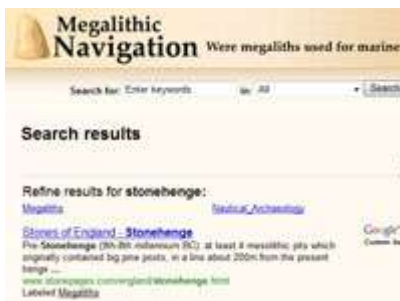 Megalithic
Navigation Were megaliths used for marine
Search for: Enter keywords in: All Search
Search results
Refine results for stonehenge:
Megaliths Nautical_Archaeology
Stones of England - Stonehenge
Pre-Stonehenge (8th-8th millennium BC): at least 4 mesolithic pits which
originally contained big pine posts, in a line about 200m from the present
henge ...
www.stonepages.com/england/stonehenge.html
Labeled Megaliths
Google
Custom